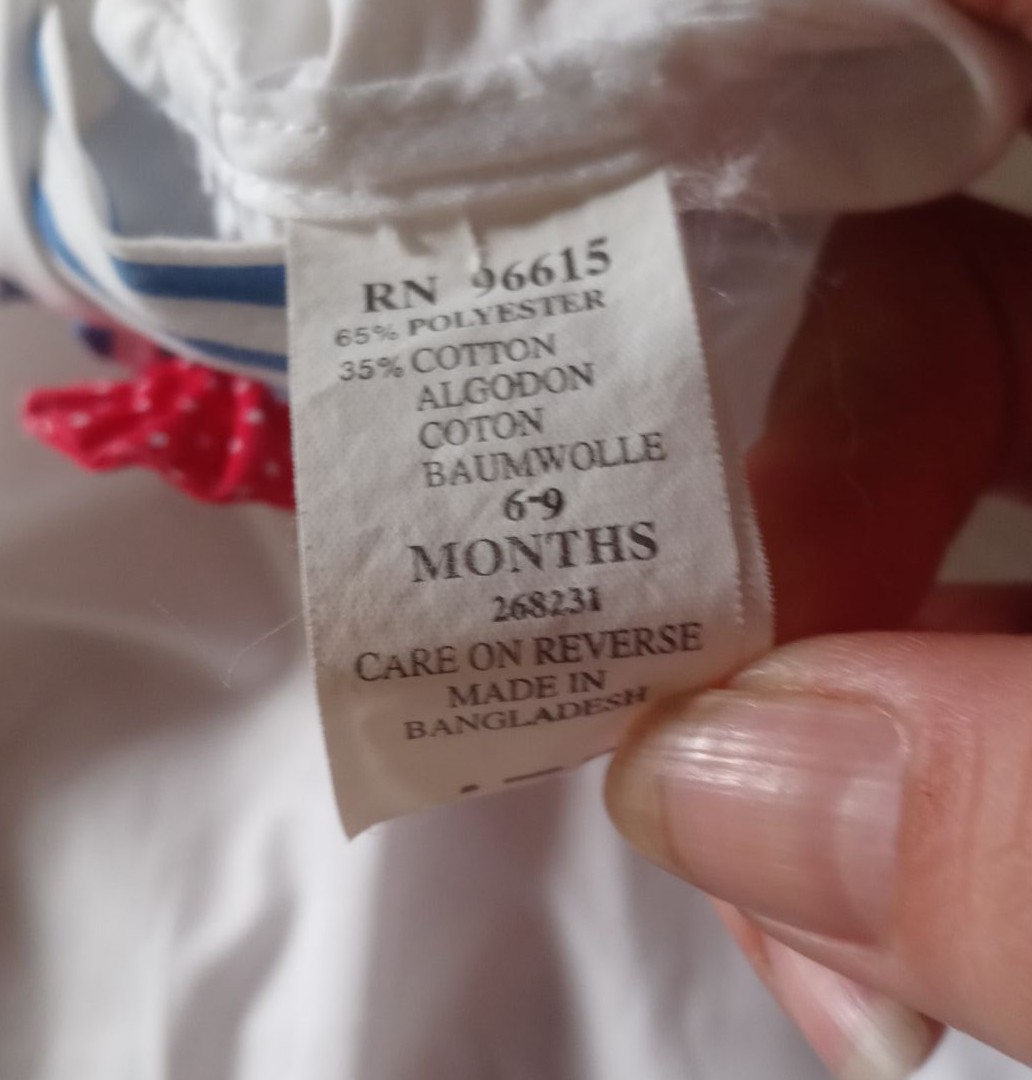 RN 96615
65% POLYESTER
35% COTTON
ALGODON
COTON
BAUMWOLLE
6-9
MONTHS
268231
CARE ON REVERSE
MADE IN
BANGLADESH